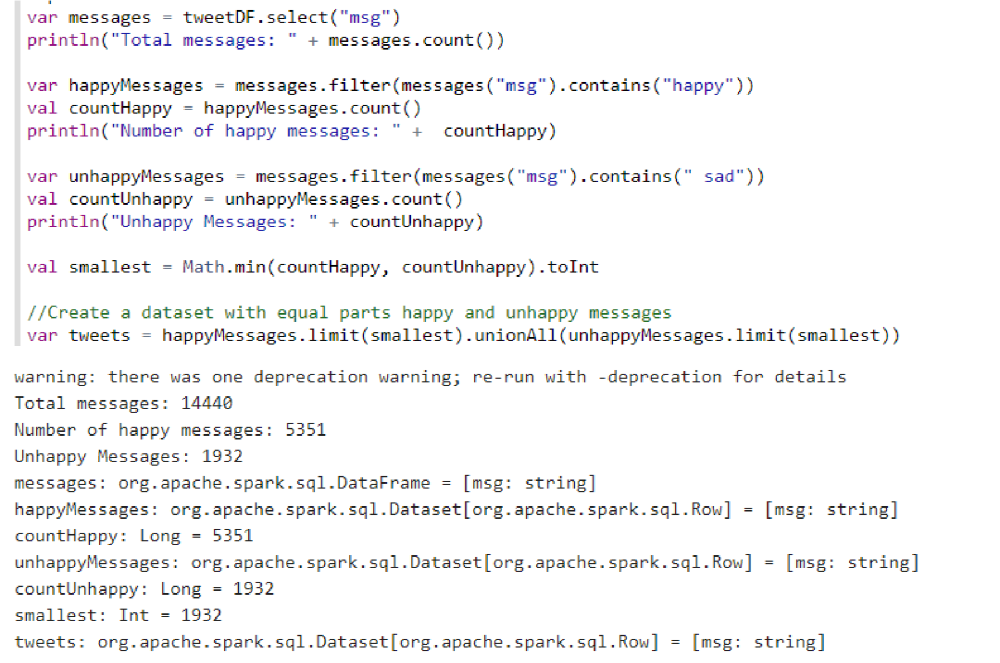 var messages = tweetDF.select("msg")
println("Total messages: " + messages.count())
var happyMessages = messages.filter(messages("msg").contains("happy"))
val countHappy = happyMessages.count()
println("Number of happy messages: " +  countHappy)
var unhappyMessages = messages.filter(messages("msg").contains(" sad"))
val countUnhappy = unhappyMessages.count()
println("Unhappy Messages: " + countUnhappy)
val smallest = Math.min(countHappy, countUnhappy).toInt
//Create a dataset with equal parts happy and unhappy messages
var tweets = happyMessages.limit(smallest).unionAll(unhappyMessages.limit(smallest))
warning: there was one deprecation warning; re-run with -deprecation for details
Total messages: 14440
Number of happy messages: 5351
Unhappy Messages: 1932
messages: org.apache.spark.sql.DataFrame = [msg: string]
happyMessages: org.apache.spark.sql.Dataset[org.apache.spark.sql.Row] = [msg: string]
countHappy: Long = 5351
unhappyMessages: org.apache.spark.sql.Dataset[org.apache.spark.sql.Row] = [msg: string]
countUnhappy: Long = 1932
smallest: Int = 1932
tweets: org.apache.spark.sql.Dataset[org.apache.spark.sql.Row] = [msg: string]